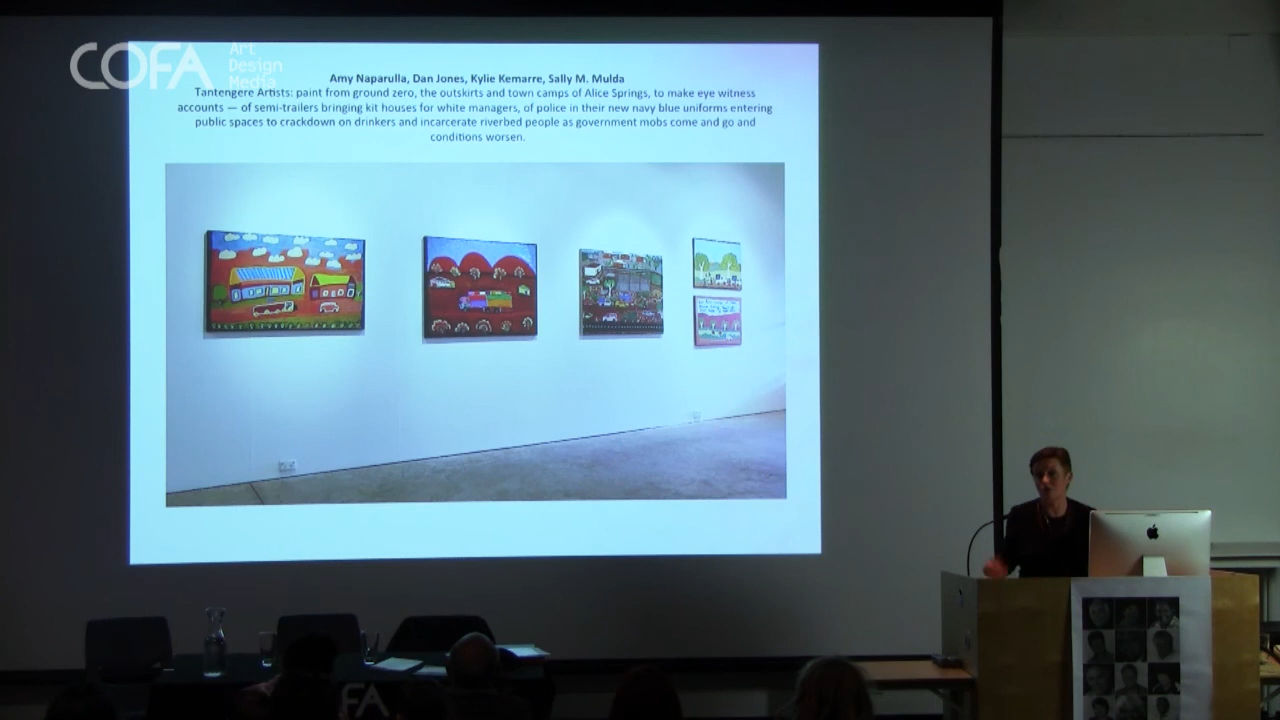 COFA
Art
Design
Media
Amy Naparulla, Dan Jones, Kylie Kemarre, Sally M. Mulda
Tantengere Artists: paint from ground zero, the outskirts and town camps of Alice Springs, to make eye witness
accounts — of semi-trailers bringing kit houses for white managers, of police in their new navy blue uniforms entering
public spaces to crackdown on drinkers and incarcerate riverbed people as government mobs come and go and
conditions worsen.
FA